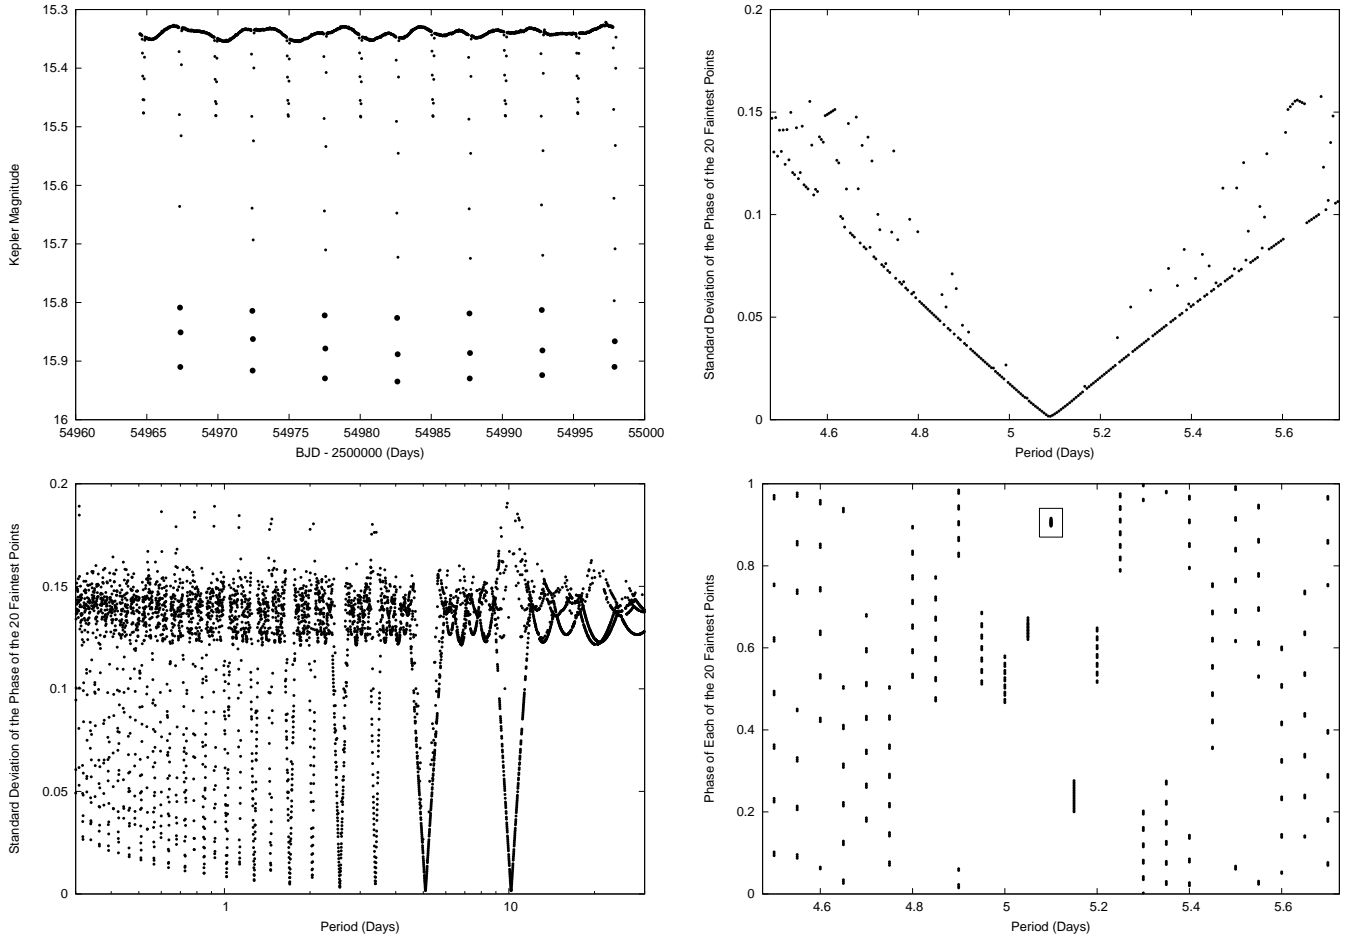 15.3
15.4
15.5
15.6
15.7
15.8
15.9
16
Kepler Magnitude
54960 54965 54970 54975 54980 54985 54990 54995 55000
BJD - 2500000 (Days)
0.2
0.15
0.1
0.05
0
Standard Deviation of the Phase of the 20 Faintest Points
4.6 4.8 5 5.2 5.4 5.6
Period (Days)
0.2
0.15
0.1
0.05
0
Standard Deviation of the Phase of the 20 Faintest Points
1 10
Period (Days)
1
0.8
0.6
0.4
0.2
0
Phase of Each of the 20 Faintest Points
4.6 4.8 5 5.2 5.4 5.6
Period (Days)